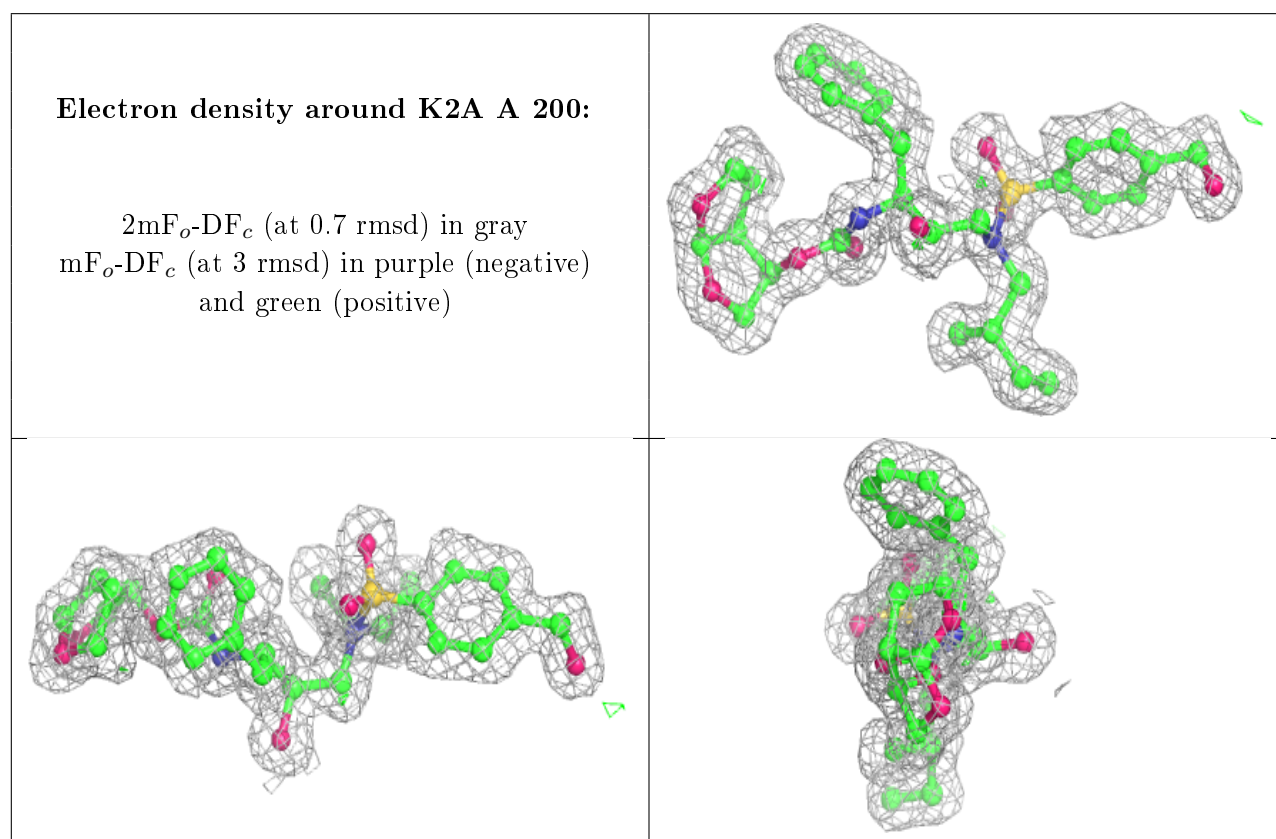 Electron density around K2A A 200:
2mFo-DFc (at 0.7 rmsd) in gray
mFo-DFc (at 3 rmsd) in purple (negative)
and green (positive)